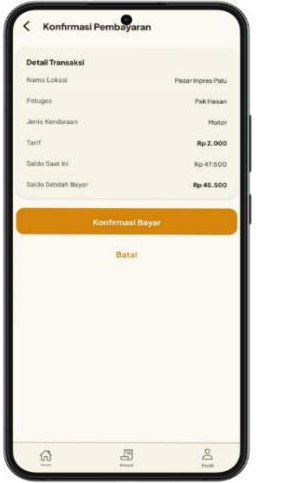 Konfirmasi Pembayaran
Detail Transaksi
Nama Lokasi Pasar Inpres Palu
Petugas Pak Hasan
Jenis Kendaraan Motor
Tarif Rp 2.000
Saldo Saat Ini Rp 47.500
Saldo Setelah Bayar Rp 45.500
Konfirmasi Bayar
Batal
Home Riwayat Profil